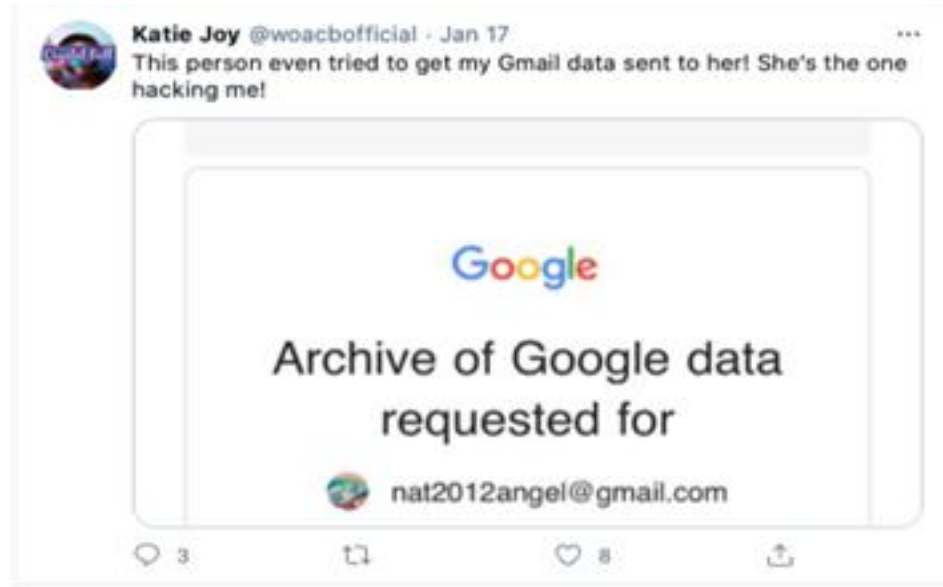 Katie Joy @woacbofficial · Jan 17
This person even tried to get my Gmail data sent to her! She's the one
hacking me!
Google
Archive of Google data
requested for
nat2012angel@gmail.com
3 8